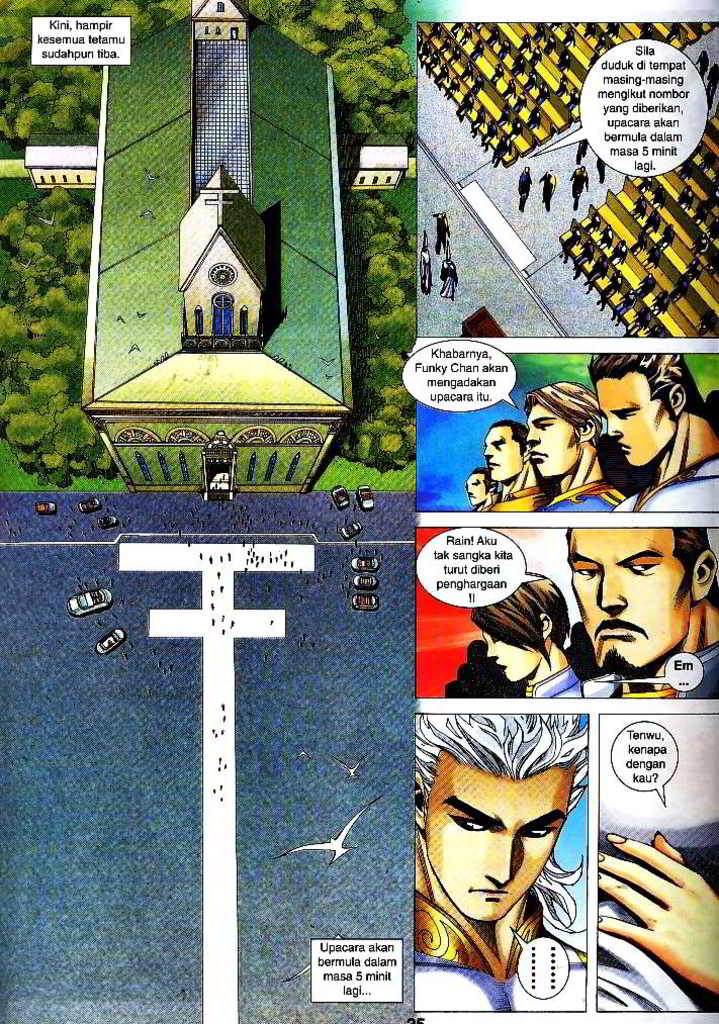 Kini, hampir
kesemua tetamu
sudahpun tiba.
Upacara akan
bermula dalam
masa 5 minit
lagi...
Sila
duduk di tempat
masing-masing
mengikut nombor
yang diberikan,
upacara akan
bermula dalam
masa 5 minit
lagi.
Khabarnya,
Funky Chan akan
mengadakan
upacara itu.
Rain! Aku
tak sangka kita
turut diberi
penghargaan
!!
Em
...
Tenwu,
kenapa
dengan
kau?